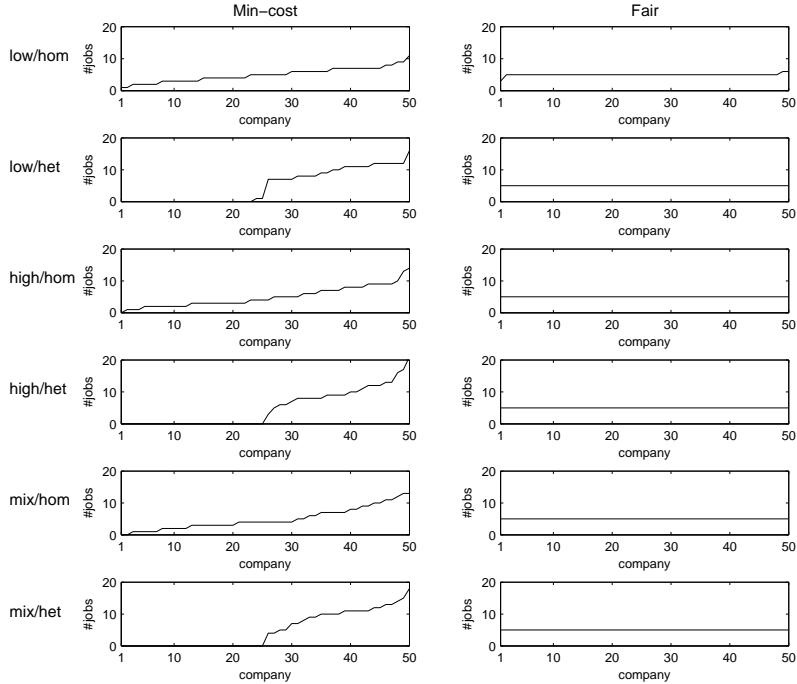 Min-cost Fair
low/hom
#jobs 20 10 0 1 10 20 30 40 50 company
#jobs 20 10 0 1 10 20 30 40 50 company
low/het
#jobs 20 10 0 1 10 20 30 40 50 company
#jobs 20 10 0 1 10 20 30 40 50 company
high/hom
#jobs 20 10 0 1 10 20 30 40 50 company
#jobs 20 10 0 1 10 20 30 40 50 company
high/het
#jobs 20 10 0 1 10 20 30 40 50 company
#jobs 20 10 0 1 10 20 30 40 50 company
mix/hom
#jobs 20 10 0 1 10 20 30 40 50 company
#jobs 20 10 0 1 10 20 30 40 50 company
mix/het
#jobs 20 10 0 1 10 20 30 40 50 company
#jobs 20 10 0 1 10 20 30 40 50 company